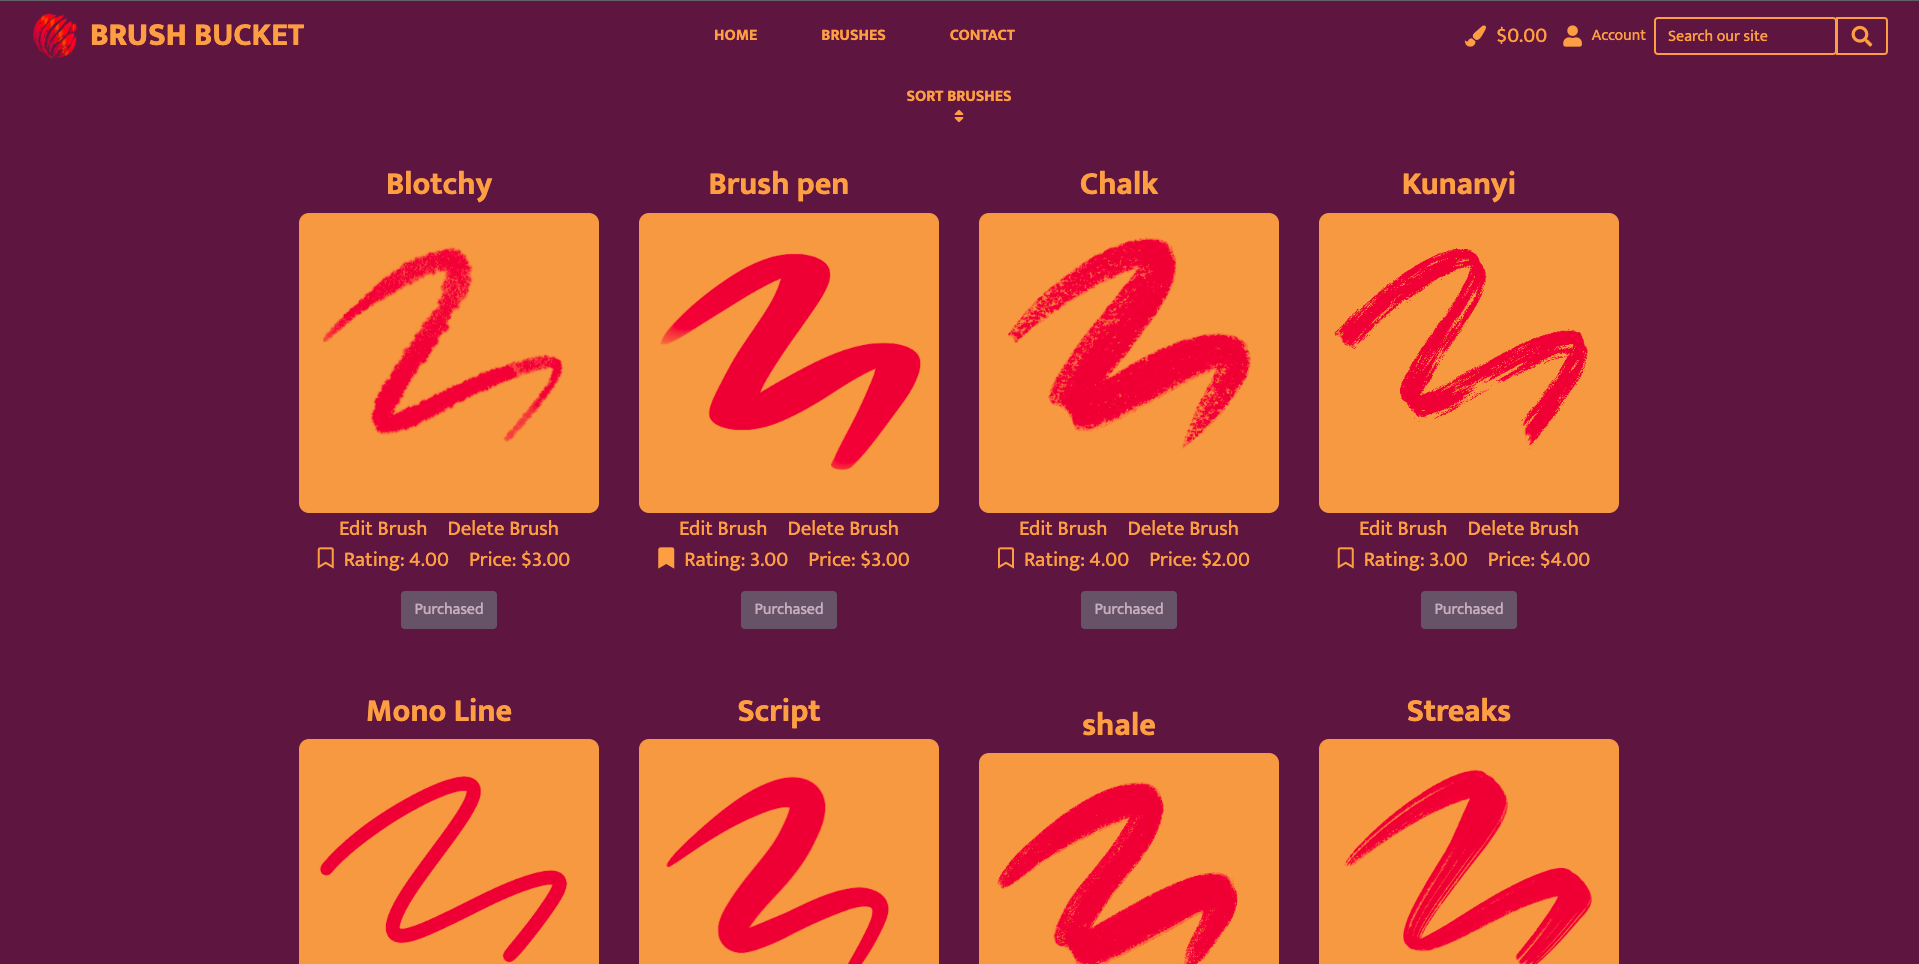 BRUSH BUCKET
HOME BRUSHES CONTACT
$0.00 Account Search our site
SORT BRUSHES
Blotchy Brush pen Chalk Kunanyi
Edit Brush Delete Brush Edit Brush Delete Brush Edit Brush Delete Brush Edit Brush Delete Brush
Rating: 4.00 Price: $3.00 Rating: 3.00 Price: $3.00 Rating: 4.00 Price: $2.00 Rating: 3.00 Price: $4.00
Purchased Purchased Purchased Purchased
Mono Line Script shale Streaks